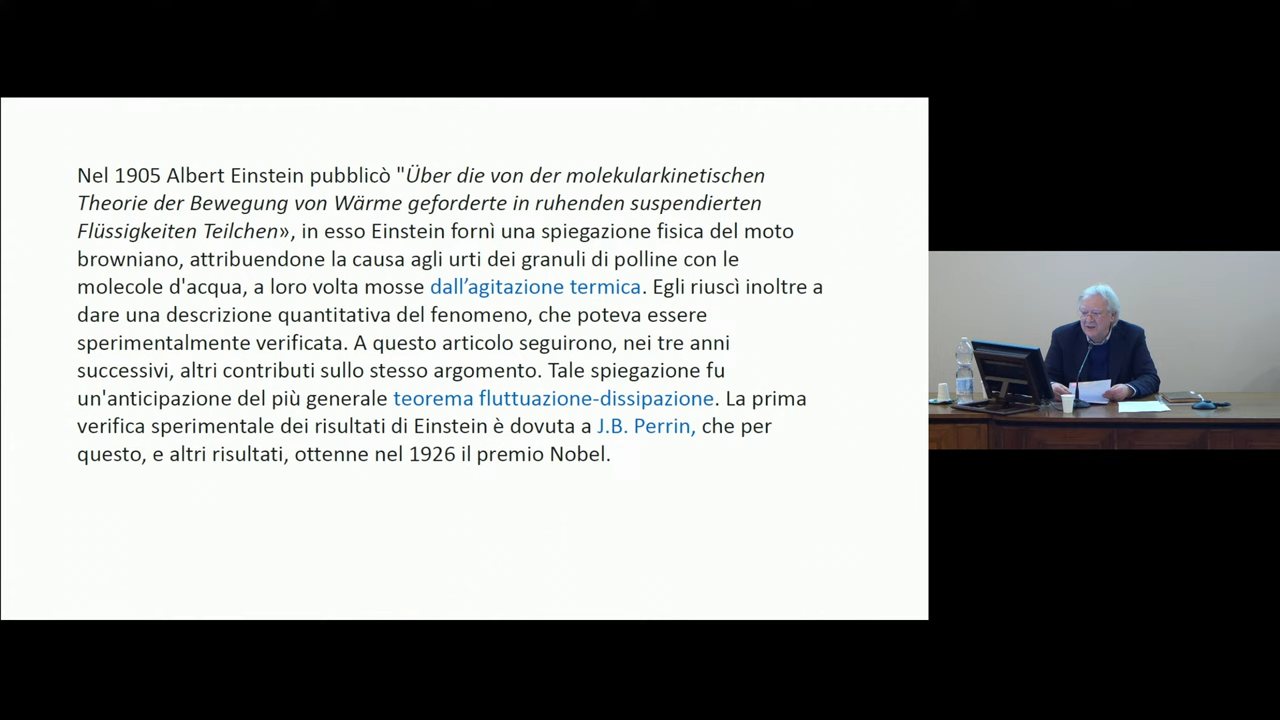 Nel 1905 Albert Einstein pubblicò "Über die von der molekularkinetischen
Theorie der Bewegung von Wärme geforderte in ruhenden suspendierten
Flüssigkeiten Teilchen», in esso Einstein fornì una spiegazione fisica del moto
browniano, attribuendone la causa agli urti dei granuli di polline con le
molecole d'acqua, a loro volta mosse dall’agitazione termica. Egli riuscì inoltre a
dare una descrizione quantitativa del fenomeno, che poteva essere
sperimentalmente verificata. A questo articolo seguirono, nei tre anni
successivi, altri contributi sullo stesso argomento. Tale spiegazione fu
un'anticipazione del più generale teorema fluttuazione-dissipazione. La prima
verifica sperimentale dei risultati di Einstein è dovuta a J.B. Perrin, che per
questo, e altri risultati, ottenne nel 1926 il premio Nobel.